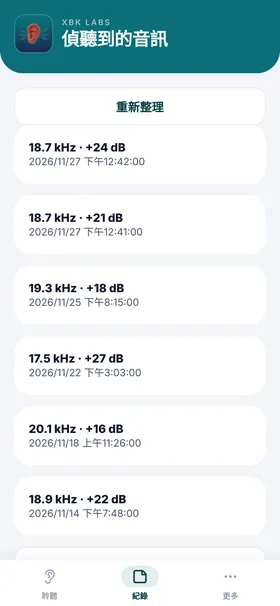 XBK LABS
偵聽到的音訊
重新整理
18.7 kHz · +24 dB
2026/11/27 下午12:42:00
18.7 kHz · +21 dB
2026/11/27 下午12:41:00
19.3 kHz · +18 dB
2026/11/25 下午8:15:00
17.5 kHz · +27 dB
2026/11/22 下午3:03:00
20.1 kHz · +16 dB
2026/11/18 上午11:26:00
18.9 kHz · +22 dB
2026/11/14 下午7:48:00
聆聽
紀錄
更多